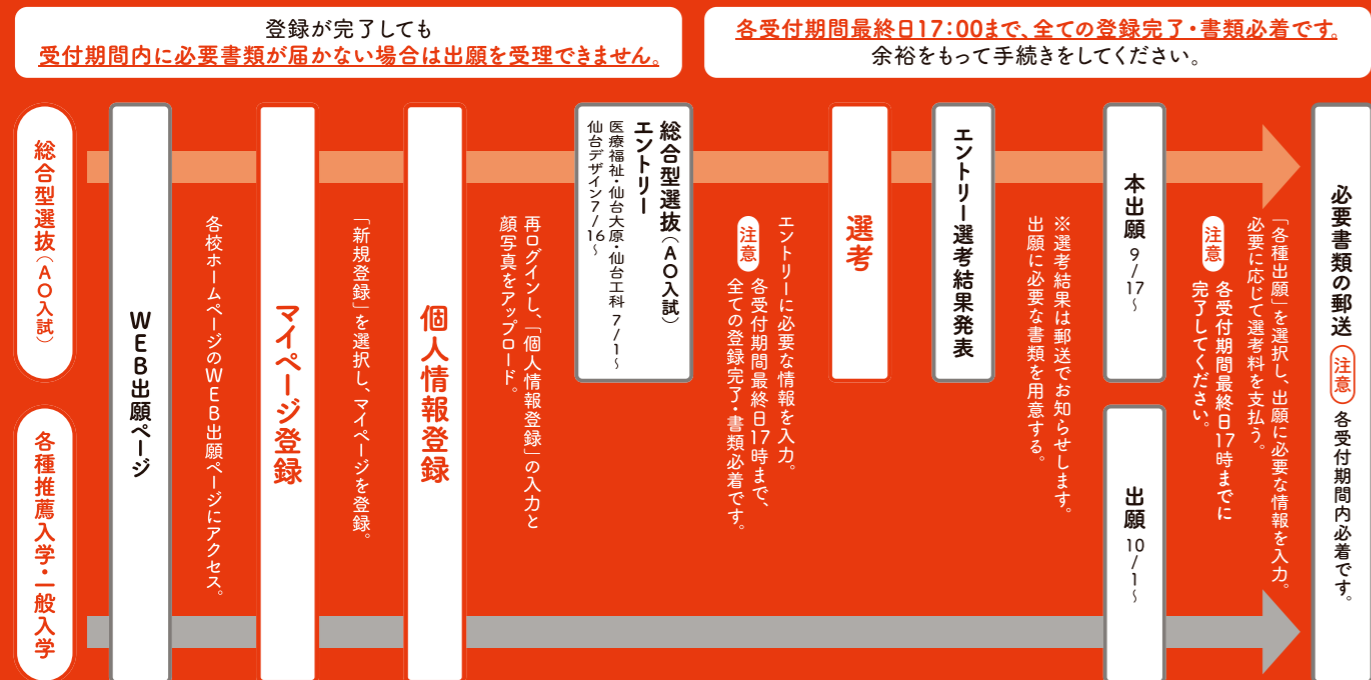 登録が完了しても
受付期間内に必要書類が届かない場合は出願を受理できません。
各受付期間最終日17:00まで、全ての登録完了・書類必着です。
余裕をもって手続きをしてください。
総合型選抜（AO入試）
各種推薦入学・一般入学
WEB出願ページ
各校ホームページのWEB出願ページにアクセス。
マイページ登録
「新規登録」を選択し、マイページを登録。
個人情報登録
再ログインし、「個人情報登録」の入力と
顔写真をアップロード。
総合型選抜（AO入試）
エントリー
医療福祉・仙台大原・仙台工科 7/1～
仙台デザイン7/16～
エントリーに必要な情報を入力。
注意 各受付期間最終日17時まで、
全ての登録完了・書類必着です。
選考
エントリー選考結果発表
※選考結果は郵送でお知らせします。
出願に必要な書類を用意する。
本出願 9/17～
出願 10/1～
「各種出願」を選択し、出願に必要な情報を入力。
必要に応じて選考料を支払う。
注意 各受付期間最終日17時までに
完了してください。
必要書類の郵送 注意 各受付期間内必着です。